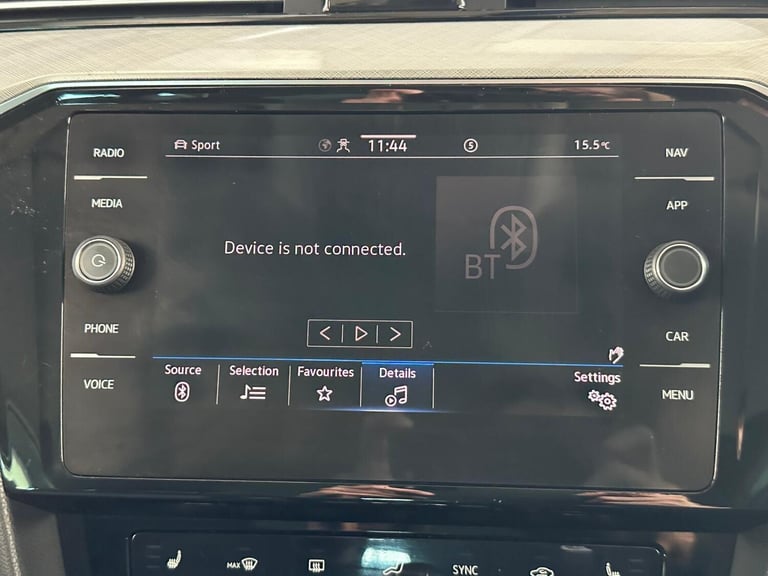 RADIO
Sport
11:44
5
15.5°C
NAV
MEDIA
APP
Device is not connected.
BT
PHONE
CAR
VOICE
Source
Selection
Favourites
Details
Settings
MENU
MAX
SYNC